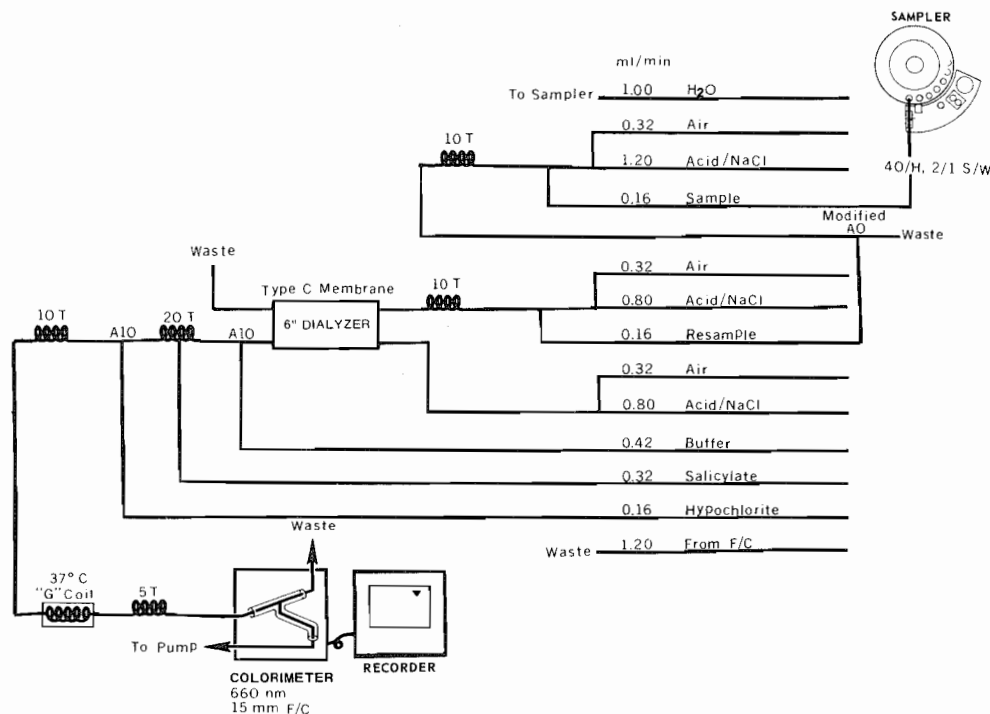 SAMPLER
ml/min
To Sampler 1.00 H2O
0.32 Air
10 T
1.20 Acid/NaCl
40/H, 2/1 S/W
0.16 Sample
Modified
AO
Waste
Waste
0.32 Air
Type C Membrane
10 T
0.80 Acid/NaCl
6" DIALYZER
10 T
A10
20 T
A10
0.16 Resample
0.32 Air
0.80 Acid/NaCl
0.42 Buffer
0.32 Salicylate
0.16 Hypochlorite
Waste
Waste 1.20 From F/C
37° C
"G" Coil
5 T
To Pump
RECORDER
COLORIMETER
660 nm
15 mm F/C